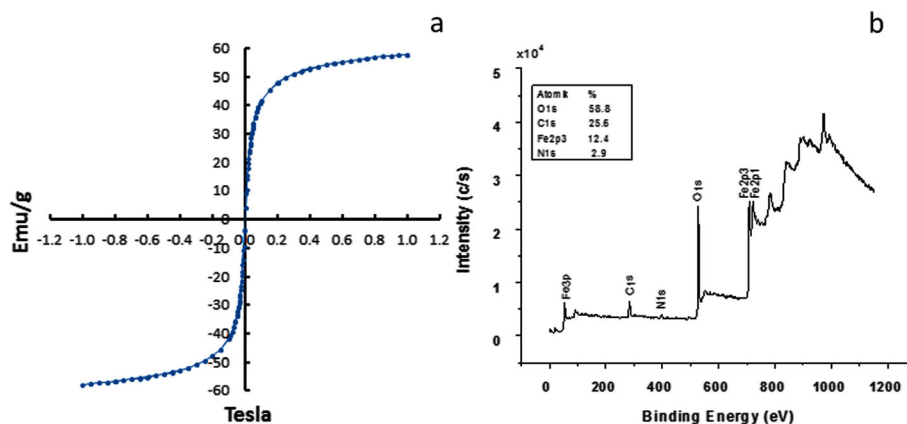 a
60
50
40
30
20
10
0
-10
-20
-30
-40
-50
-60
-1.2 -1.0 -0.8 -0.6 -0.4 -0.2 0.0 0.2 0.4 0.6 0.8 1.0 1.2
Emu/g
Tesla
b
x10⁴
5
4
3
2
1
0
Intensity (c/s)
Atomik %
O1s 58.8
C1s 25.6
Fe2p3 12.4
N1s 2.9
Fe3p
C1s
N1s
O1s
Fe2p3
Fe2p1
0 200 400 600 800 1000 1200
Binding Energy (eV)